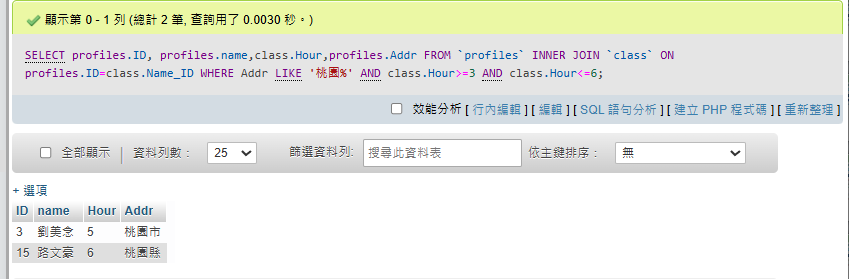 顯示第 0 - 1 列 (總計 2 筆, 查詢用了 0.0030 秒。)
SELECT profiles.ID, profiles.name,class.Hour,profiles.Addr FROM `profiles` INNER JOIN `class` ON
profiles.ID=class.Name_ID WHERE Addr LIKE '桃園%' AND class.Hour>=3 AND class.Hour<=6;
效能分析 [ 行內編輯 ] [ 編輯 ] [ SQL 語句分析 ] [ 建立 PHP 程式碼 ] [ 重新整理 ]
全部顯示 資料列數： 25 篩選資料列: 搜尋此資料表 依主鍵排序： 無
+ 選項
ID name Hour Addr
3 劉美念 5 桃園市
15 路文豪 6 桃園縣